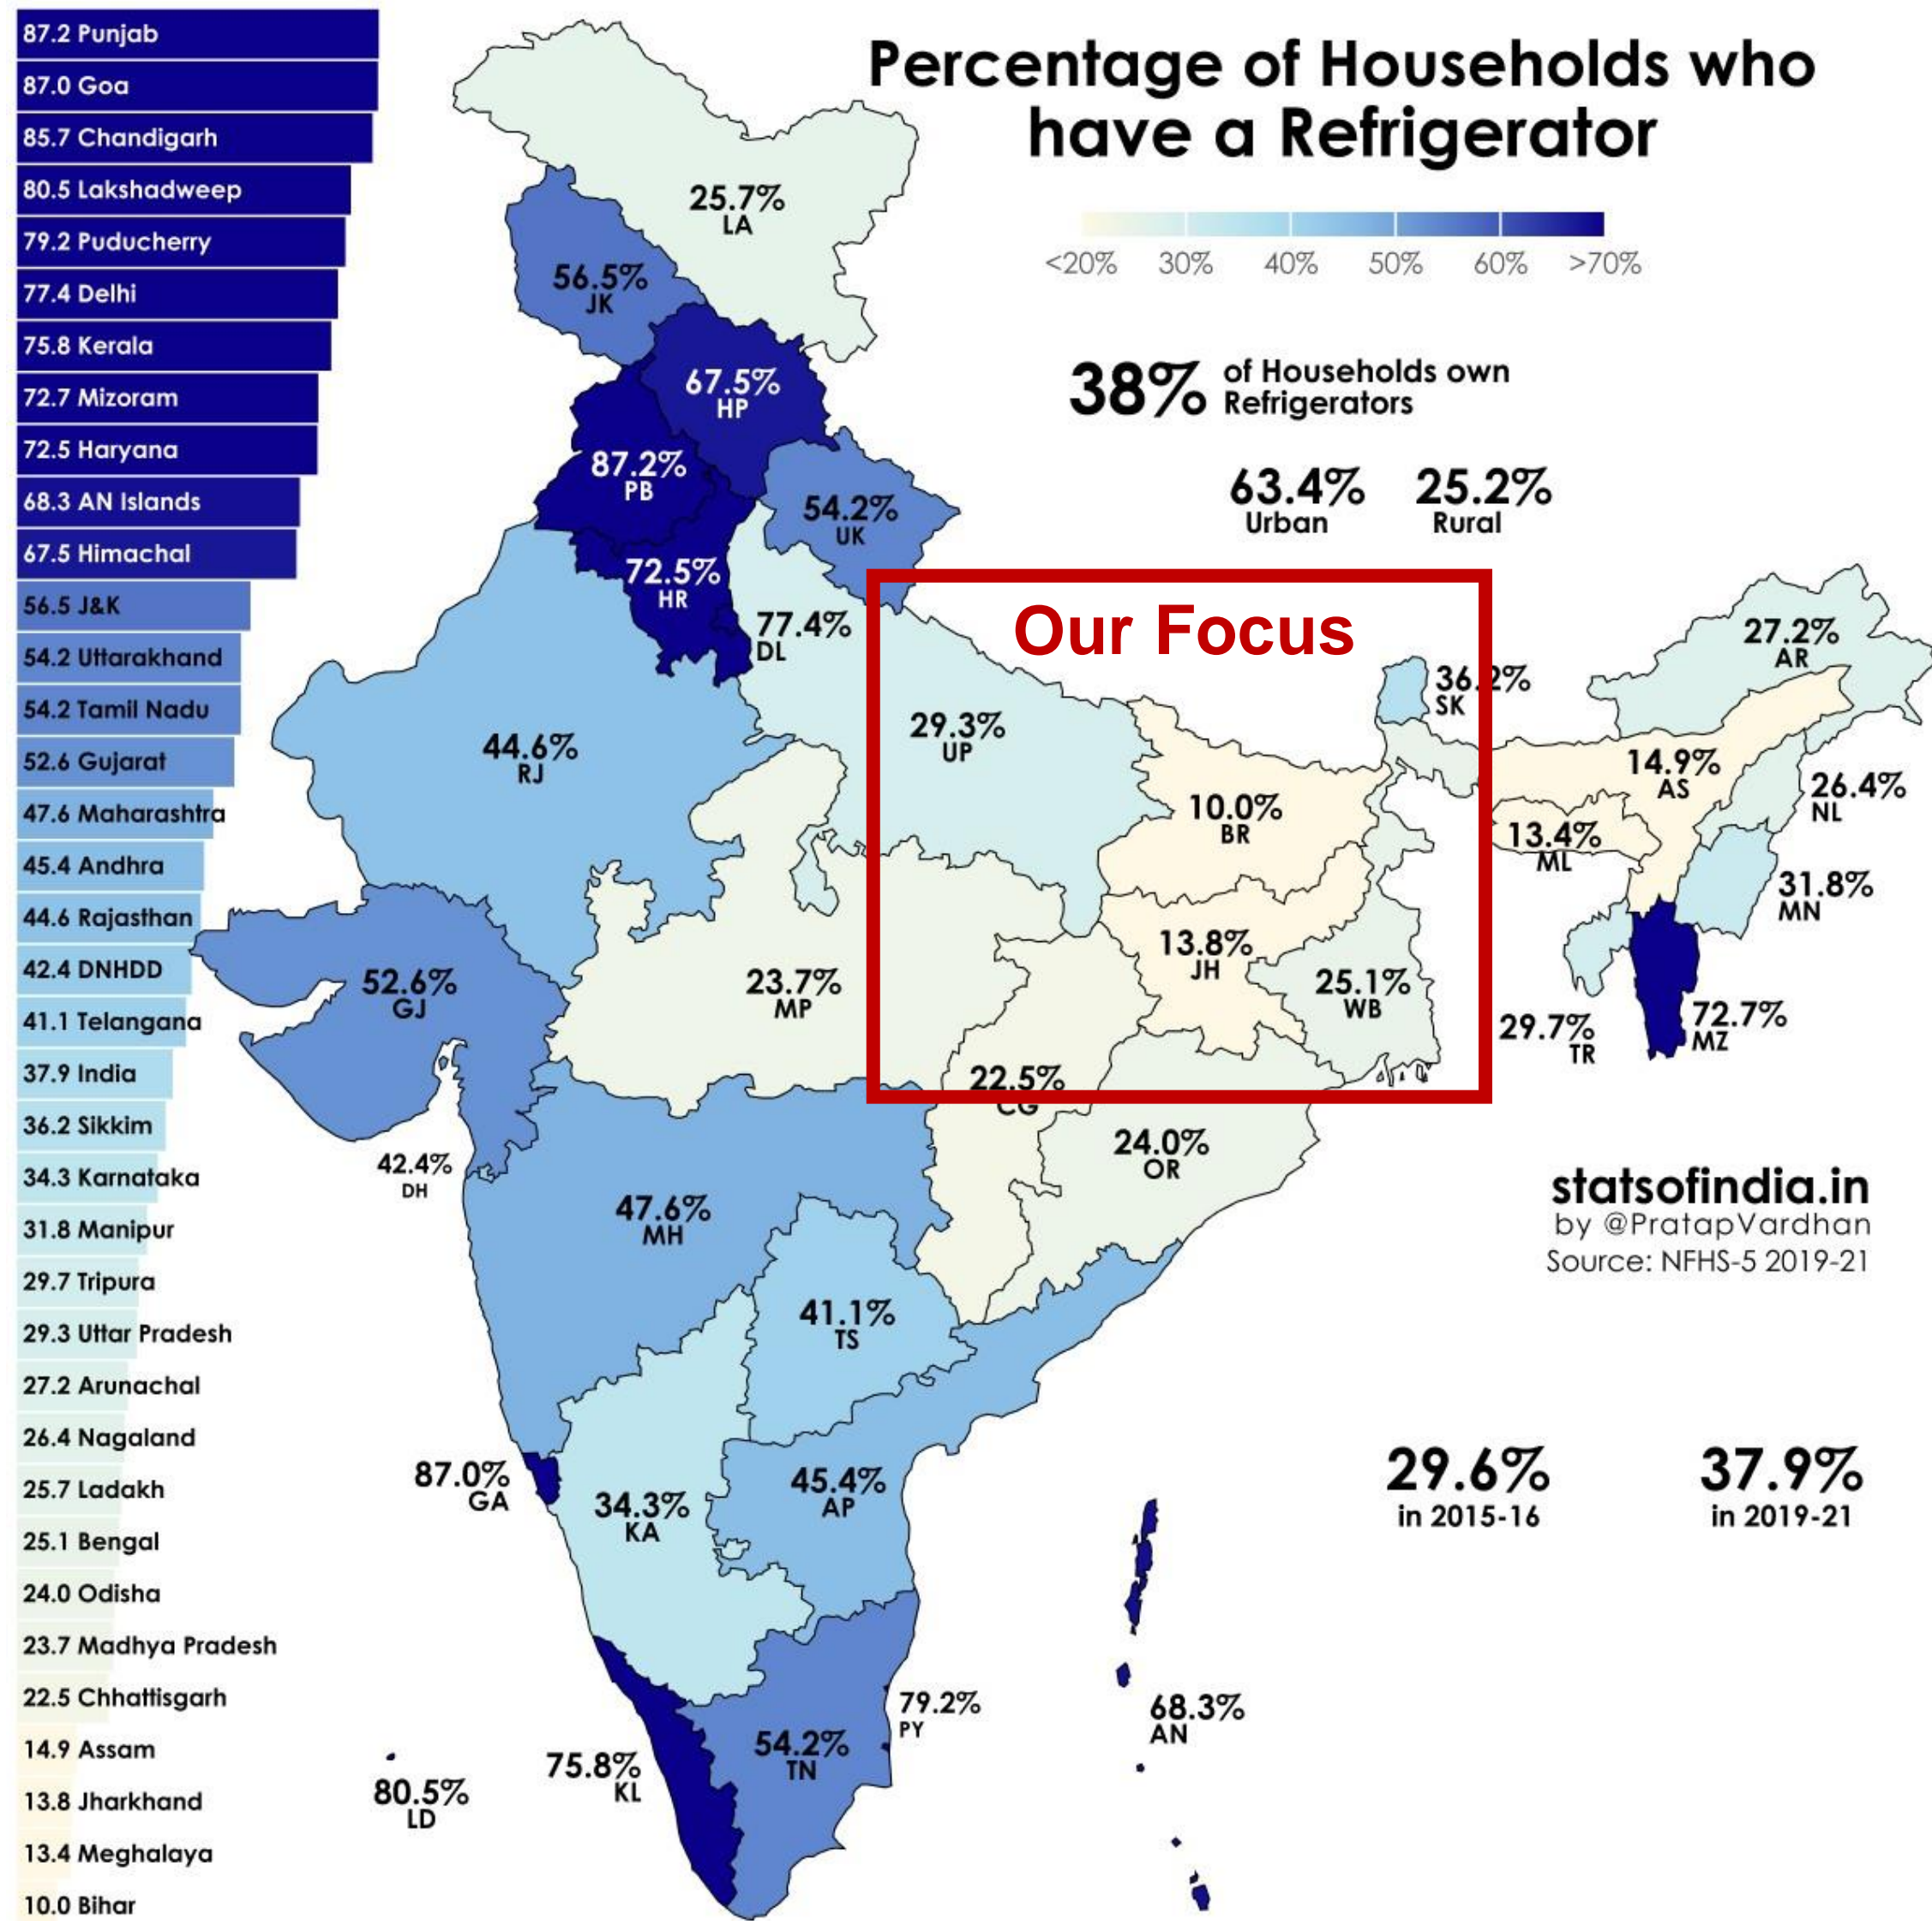 Percentage of Households who
have a Refrigerator
<20% 30% 40% 50% 60% >70%
38% of Households own
Refrigerators
63.4% 25.2%
Urban Rural
Our Focus
87.2 Punjab
87.0 Goa
85.7 Chandigarh
80.5 Lakshadweep
79.2 Puducherry
77.4 Delhi
75.8 Kerala
72.7 Mizoram
72.5 Haryana
68.3 AN Islands
67.5 Himachal
56.5 J&K
54.2 Uttarakhand
54.2 Tamil Nadu
52.6 Gujarat
47.6 Maharashtra
45.4 Andhra
44.6 Rajasthan
42.4 DNHDD
41.1 Telangana
37.9 India
36.2 Sikkim
34.3 Karnataka
31.8 Manipur
29.7 Tripura
29.3 Uttar Pradesh
27.2 Arunachal
26.4 Nagaland
25.7 Ladakh
25.1 Bengal
24.0 Odisha
23.7 Madhya Pradesh
22.5 Chhattisgarh
14.9 Assam
13.8 Jharkhand
13.4 Meghalaya
10.0 Bihar
25.7%
LA
56.5%
JK
67.5%
HP
87.2%
PB
54.2%
UK
72.5%
HR
77.4%
DL
27.2%
AR
36.2%
SK
29.3%
UP
44.6%
RJ
14.9%
AS
26.4%
NL
10.0%
BR
13.4%
ML
31.8%
MN
13.8%
JH
52.6%
GJ
23.7%
MP
25.1%
WB
29.7%
TR
72.7%
MZ
22.5%
CG
24.0%
OR
42.4%
DH
47.6%
MH
41.1%
TS
87.0%
GA
34.3%
KA
45.4%
AP
79.2%
PY
68.3%
AN
54.2%
TN
75.8%
KL
80.5%
LD
statsofindia.in
by @PratapVardhan
Source: NFHS-5 2019-21
29.6% 37.9%
in 2015-16 in 2019-21